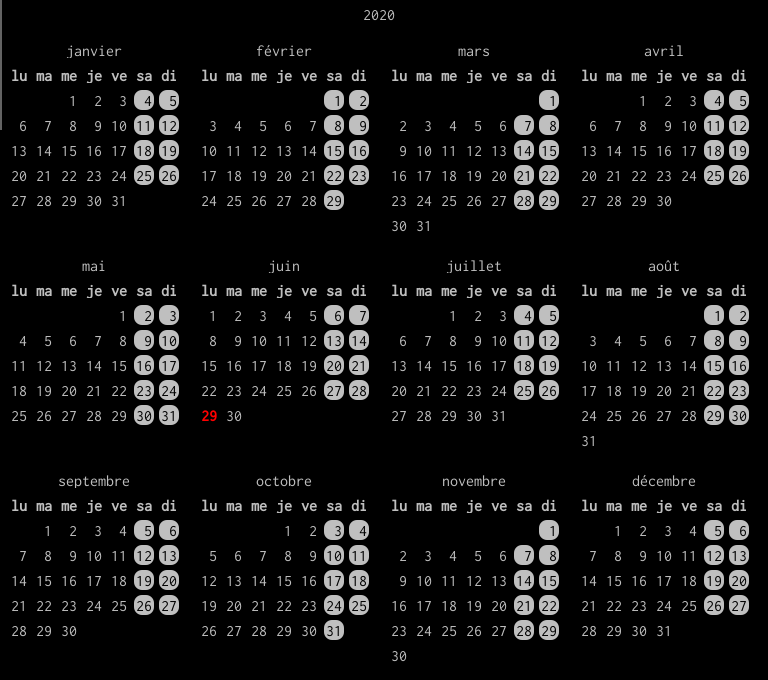 2020
janvier février mars avril
lu ma me je ve sa di lu ma me je ve sa di lu ma me je ve sa di lu ma me je ve sa di
1 2 3 4 5 1 2 1 1 2 3 4 5
6 7 8 9 10 11 12 3 4 5 6 7 8 9 2 3 4 5 6 7 8 6 7 8 9 10 11 12
13 14 15 16 17 18 19 10 11 12 13 14 15 16 9 10 11 12 13 14 15 13 14 15 16 17 18 19
20 21 22 23 24 25 26 17 18 19 20 21 22 23 16 17 18 19 20 21 22 20 21 22 23 24 25 26
27 28 29 30 31 24 25 26 27 28 29 23 24 25 26 27 28 29 27 28 29 30
30 31
mai juin juillet août
lu ma me je ve sa di lu ma me je ve sa di lu ma me je ve sa di lu ma me je ve sa di
1 2 3 1 2 3 4 5 6 7 1 2 3 4 5 1 2
4 5 6 7 8 9 10 8 9 10 11 12 13 14 6 7 8 9 10 11 12 3 4 5 6 7 8 9
11 12 13 14 15 16 17 15 16 17 18 19 20 21 13 14 15 16 17 18 19 10 11 12 13 14 15 16
18 19 20 21 22 23 24 22 23 24 25 26 27 28 20 21 22 23 24 25 26 17 18 19 20 21 22 23
25 26 27 28 29 30 31 29 30 27 28 29 30 31 24 25 26 27 28 29 30
31
septembre octobre novembre décembre
lu ma me je ve sa di lu ma me je ve sa di lu ma me je ve sa di lu ma me je ve sa di
1 2 3 4 5 6 1 2 3 4 1 1 2 3 4 5 6
7 8 9 10 11 12 13 5 6 7 8 9 10 11 2 3 4 5 6 7 8 7 8 9 10 11 12 13
14 15 16 17 18 19 20 12 13 14 15 16 17 18 9 10 11 12 13 14 15 14 15 16 17 18 19 20
21 22 23 24 25 26 27 19 20 21 22 23 24 25 16 17 18 19 20 21 22 21 22 23 24 25 26 27
28 29 30 26 27 28 29 30 31 23 24 25 26 27 28 29 28 29 30 31
30